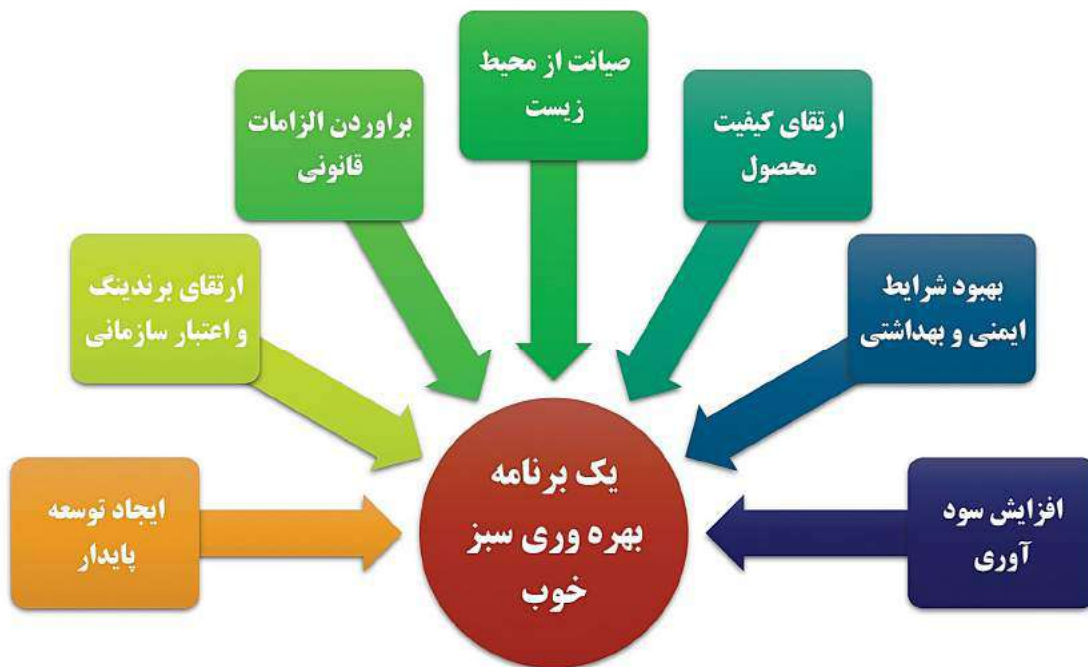 صیانت از محیط
زیست
براوردن الزامات
قانونی
ارتقای کیفیت
محصول
ارتقای برندینگ
و اعتبار سازمانی
بهبود شرایط
ایمنی و بهداشتی
ایجاد توسعه
پایدار
یک برنامه
بهره وری سبز
خوب
افزایش سود
آوری